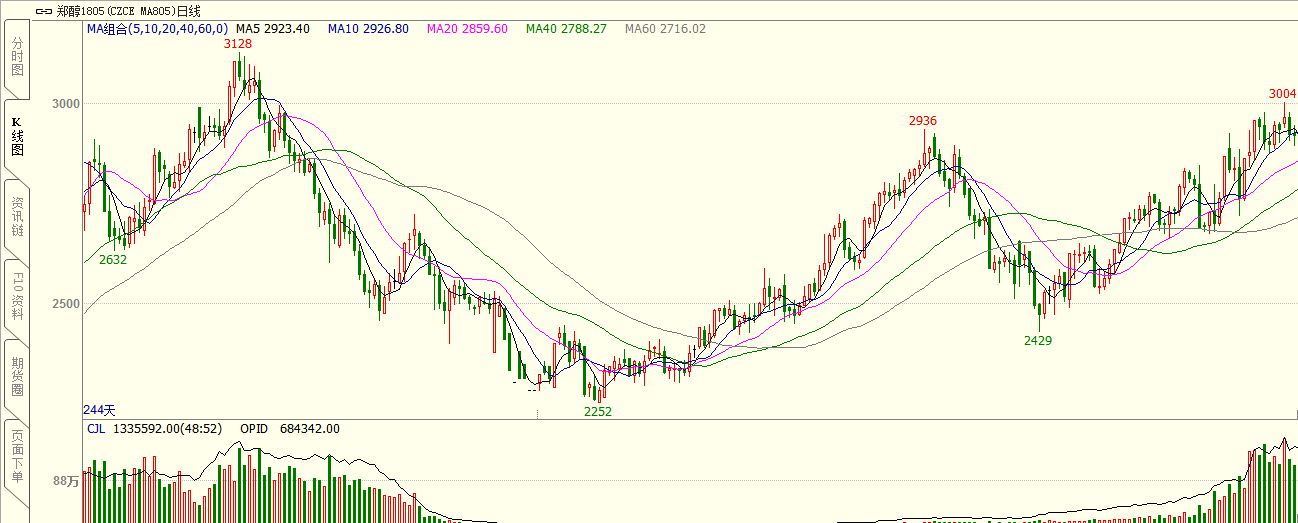 郑醇1805(CZCE MA805)日线
MA组合(5,10,20,40,60,0) MA5 2923.40 MA10 2926.80 MA20 2859.60 MA40 2788.27 MA60 2716.02
分时图
K线图
资讯链
F10资料
期货圈
页面下单
3128
3004
3000
2936
2632
2500
2429
2252
244天
CJL 1335592.00(48:52) OPID 684342.00
88万